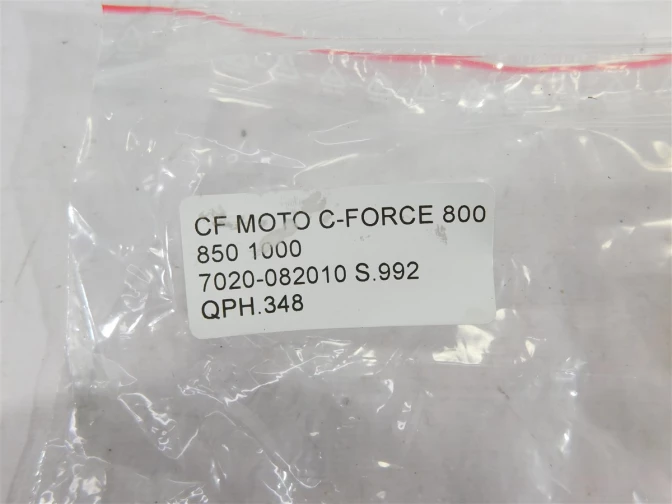 CF MOTO C-FORCE 800
850 1000
7020-082010 S.992
QPH.348